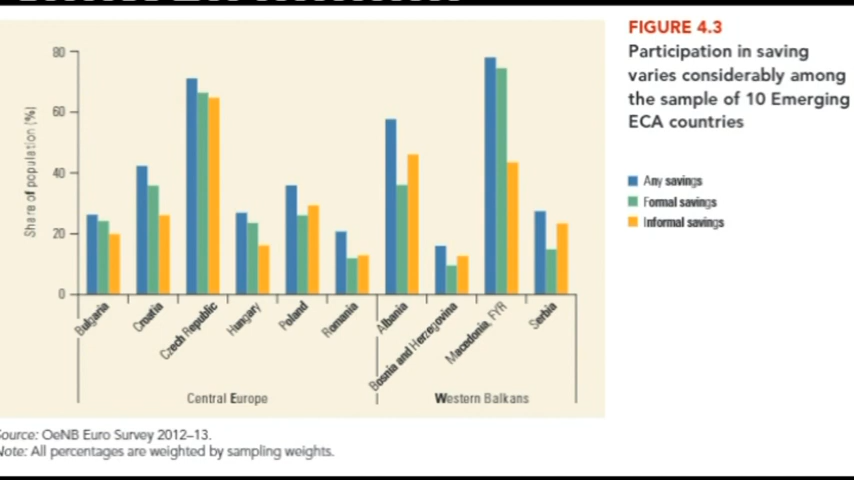 FIGURE 4.3
Participation in saving
varies considerably among
the sample of 10 Emerging
ECA countries
Any savings
Formal savings
Informal savings
Share of population (%)
80
60
40
20
0
Bulgaria
Croatia
Czech Republic
Hungary
Poland
Romania
Albania
Bosnia and Herzegovina
Macedonia, FYR
Serbia
Central Europe
Western Balkans
Source: OeNB Euro Survey 2012–13.
Note: All percentages are weighted by sampling weights.